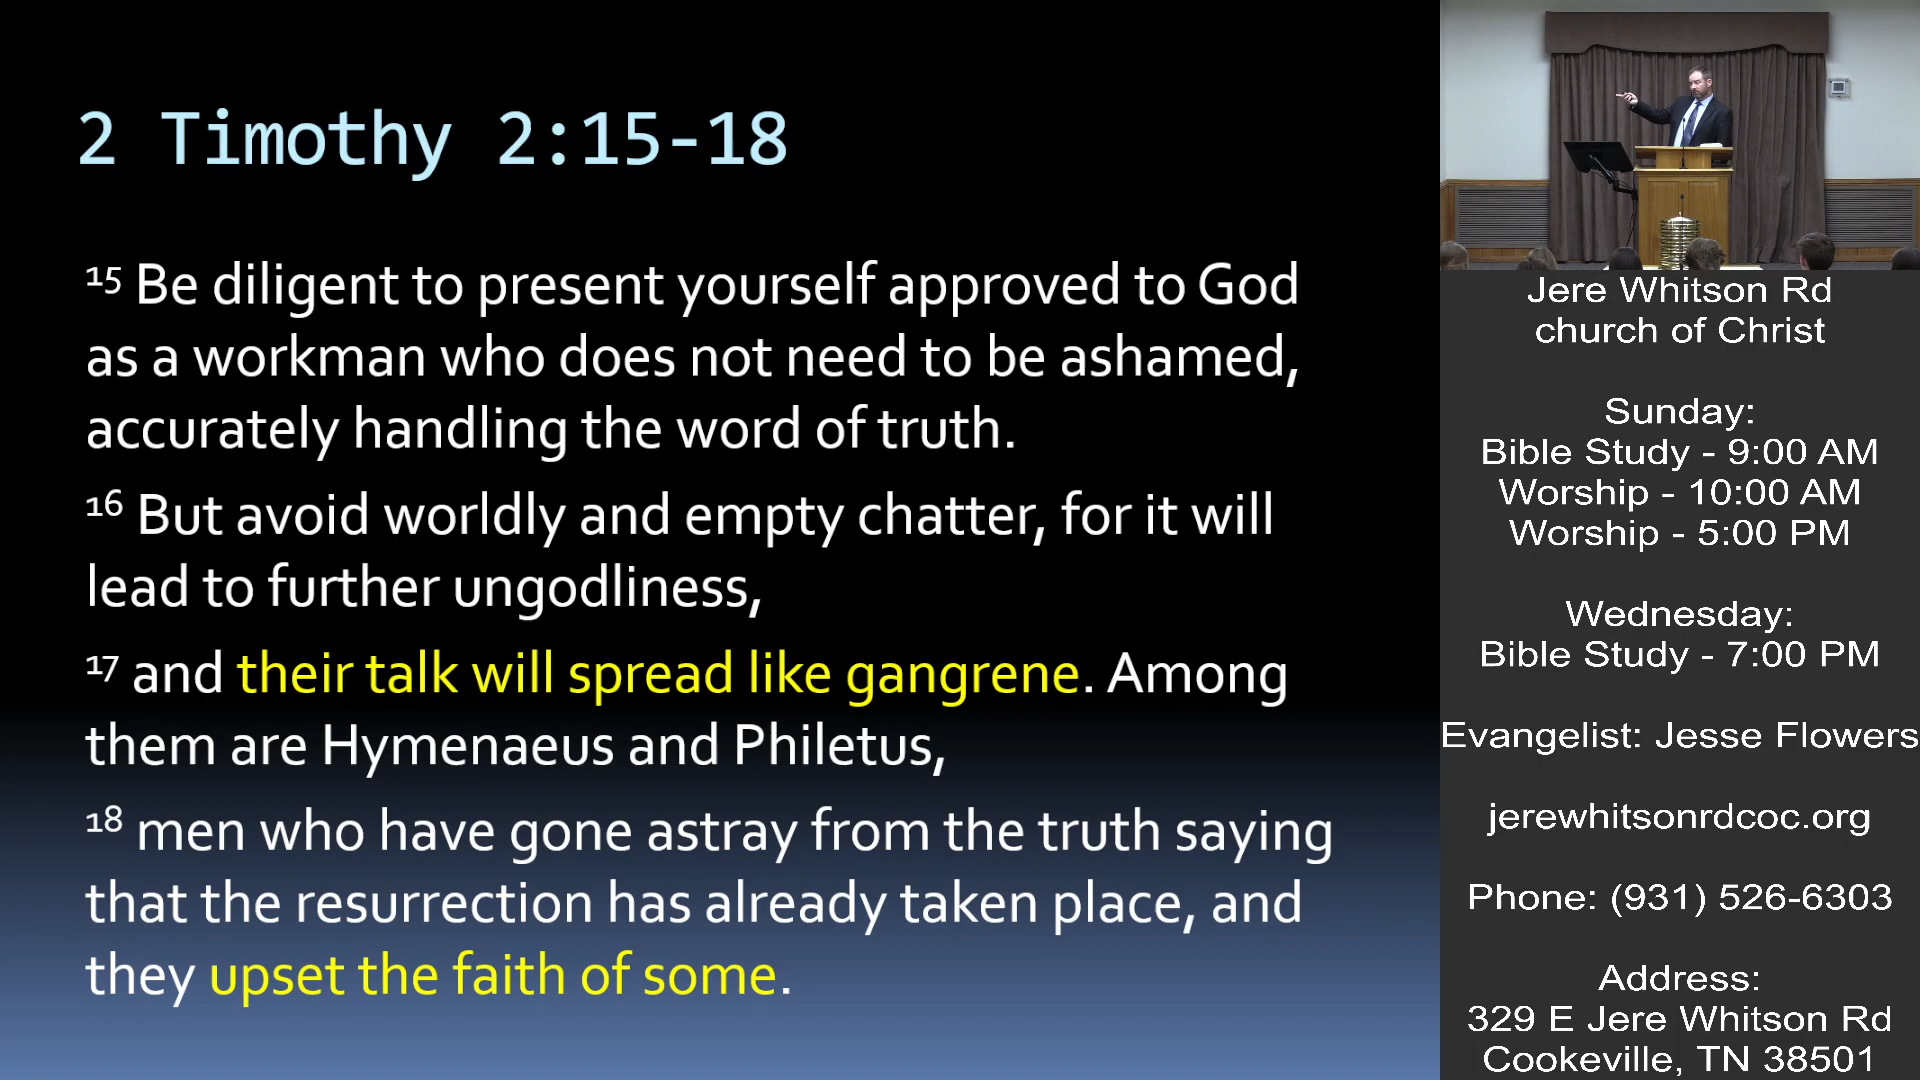 2 Timothy 2:15-18
15 Be diligent to present yourself approved to God
as a workman who does not need to be ashamed,
accurately handling the word of truth.
16 But avoid worldly and empty chatter, for it will
lead to further ungodliness,
17 and their talk will spread like gangrene. Among
them are Hymenaeus and Philetus,
18 men who have gone astray from the truth saying
that the resurrection has already taken place, and
they upset the faith of some.
Jere Whitson Rd
church of Christ
Sunday:
Bible Study - 9:00 AM
Worship - 10:00 AM
Worship - 5:00 PM
Wednesday:
Bible Study - 7:00 PM
Evangelist: Jesse Flowers
jerewhitsonrdcoc.org
Phone: (931) 526-6303
Address:
329 E Jere Whitson Rd
Cookeville, TN 38501